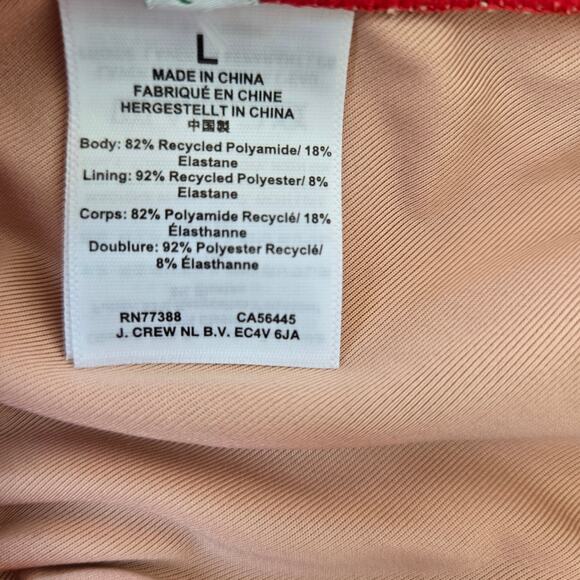 L
MADE IN CHINA
FABRIQUÉ EN CHINE
HERGESTELLT IN CHINA
中国製
Body: 82% Recycled Polyamide/ 18%
Elastane
Lining: 92% Recycled Polyester/ 8%
Elastane
Corps: 82% Polyamide Recyclé/ 18%
Élasthanne
Doublure: 92% Polyester Recyclé/
8% Élasthanne
RN77388 CA56445
J. CREW NL B.V. EC4V 6JA